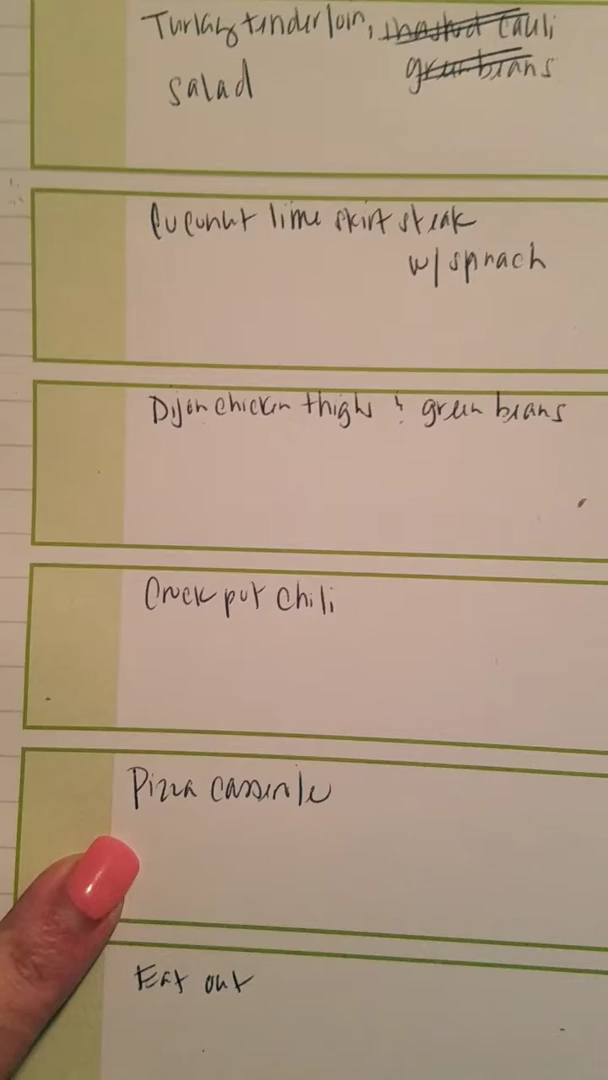 Turkey tenderloin, mashed cauli
green beans
salad
Coconut lime skirt steak
w/ spinach
Dijon chicken thighs & green beans
Crock pot chili
Pizza casserole
Eat out